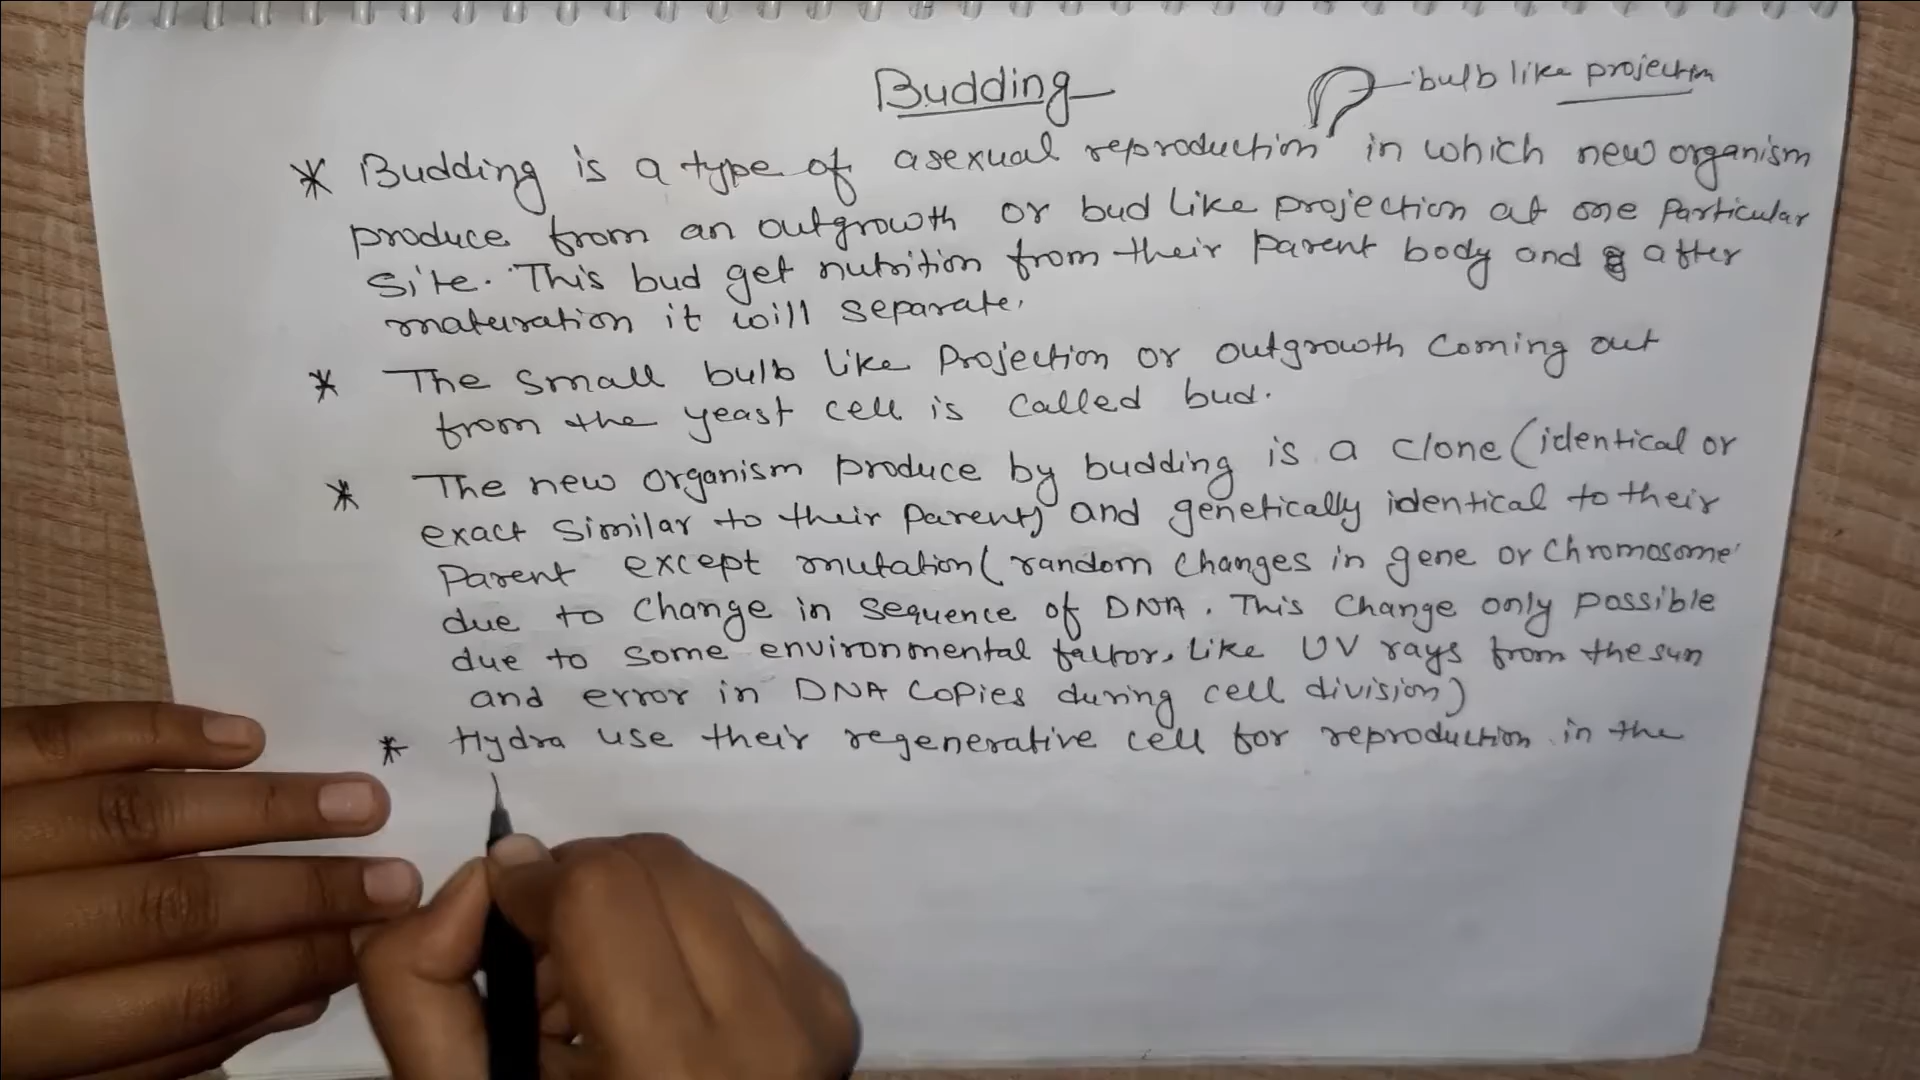 Budding
bulb like projection
* Budding is a type of asexual reproduction in which new organism
produce from an outgrowth or bud like projection at one particular
site. This bud get nutrition from their parent body and after
maturation it will separate.
* The small bulb like projection or outgrowth coming out
from the yeast cell is called bud.
* The new organism produce by budding is a clone (identical or
exact similar to their parent) and genetically identical to their
parent except mutation (random changes in gene or chromosome
due to change in sequence of DNA. This change only possible
due to some environmental factor, like UV rays from the sun
and error in DNA copies during cell division)
* Hydra use their regenerative cell for reproduction in the